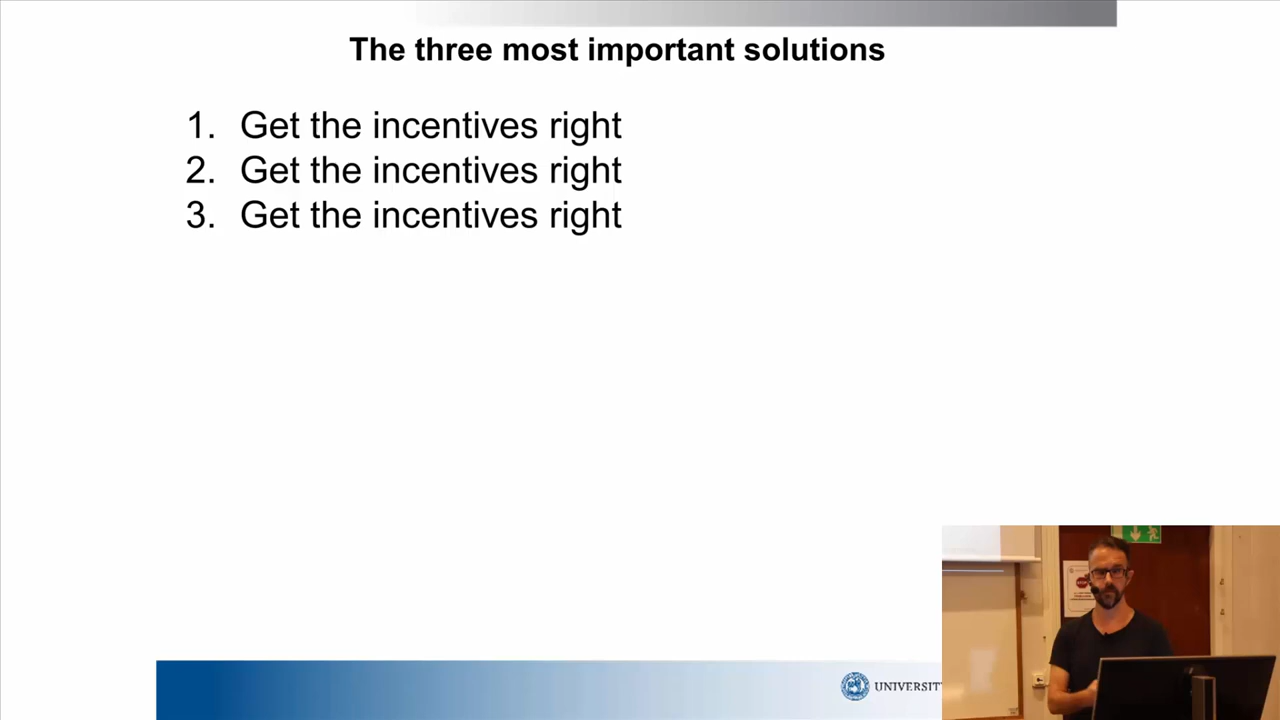 The three most important solutions
1. Get the incentives right
2. Get the incentives right
3. Get the incentives right
UNIVERSITY